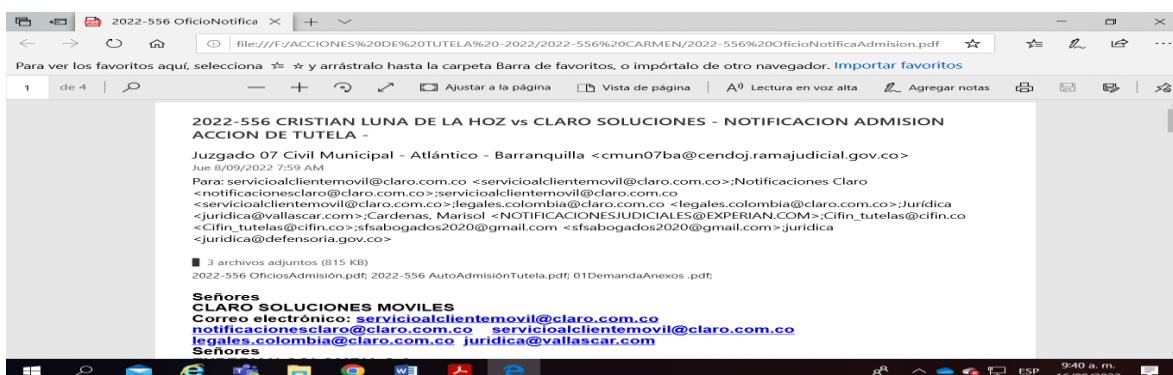 2022-556 OficioNotifica
file:///F:/ACCIONES%20DE%20TUTELA%20-2022/2022-556%20CARMEN/2022-556%20OficioNotificaAdmision.pdf
Para ver los favoritos aquí, selecciona y arrástralo hasta la carpeta Barra de favoritos, o impórtalo de otro navegador. Importar favoritos
1 de 4 Ajustar a la página Vista de página Lectura en voz alta Agregar notas
2022-556 CRISTIAN LUNA DE LA HOZ vs CLARO SOLUCIONES - NOTIFICACION ADMISION
ACCION DE TUTELA -
Juzgado 07 Civil Municipal - Atlántico - Barranquilla <cmun07ba@cendoj.ramajudicial.gov.co>
Jue 8/09/2022 7:59 AM
Para: servicioalclientemovil@claro.com.co <servicioalclientemovil@claro.com.co>;Notificaciones Claro
<notificacionesclaro@claro.com.co>;servicioalclientemovil@claro.com.co
<servicioalclientemovil@claro.com.co>;legales.colombia@claro.com.co <legales.colombia@claro.com.co>;Jurídica
<juridica@vallascar.com>;Cardenas, Marisol <NOTIFICACIONESJUDICIALES@EXPERIAN.COM>;Cifin_tutelas@cifin.co
<Cifin_tutelas@cifin.co>;sfsabogados2020@gmail.com <sfsabogados2020@gmail.com>;juridica
<juridica@defensoria.gov.co>
3 archivos adjuntos (815 KB)
2022-556 OficiosAdmisión.pdf; 2022-556 AutoAdmisiónTutela.pdf; 01DemandaAnexos .pdf;
Señores
CLARO SOLUCIONES MOVILES
Correo electrónico: servicioalclientemovil@claro.com.co
notificacionesclaro@claro.com.co servicioalclientemovil@claro.com.co
legales.colombia@claro.com.co juridica@vallascar.com
Señores
ESP
9:40 a. m.